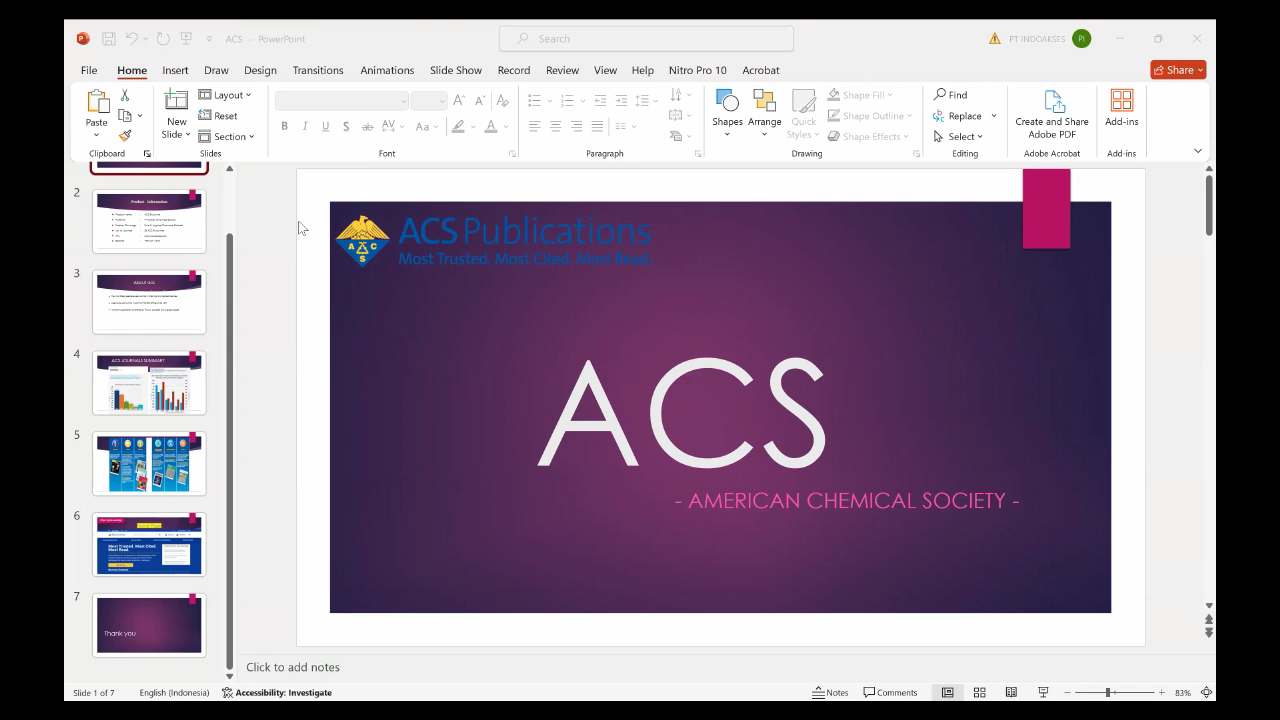 ACS - PowerPoint
Search
PT INDOAKSES
PI
File Home Insert Draw Design Transitions Animations Slide Show Record Review View Help Nitro Pro 10 Acrobat
Share
Paste
New Slide
Layout
Reset
Section
Shapes
Arrange
Quick Styles
Shape Fill
Shape Outline
Shape Effects
Find
Replace
Select
Create and Share Adobe PDF
Add-ins
Clipboard Slides Font Paragraph Drawing Editing Adobe Acrobat Add-ins
2
Product Information
3
About acs
4
ACS JOURNALS SUMMARY
5
6
Most Trusted. Most Cited.
Most Read.
7
Thank you
ACS Publications
Most Trusted. Most Cited. Most Read.
A C S
ACS
- AMERICAN CHEMICAL SOCIETY -
Click to add notes
Slide 1 of 7 English (Indonesia) Accessibility: Investigate Notes Comments 83%